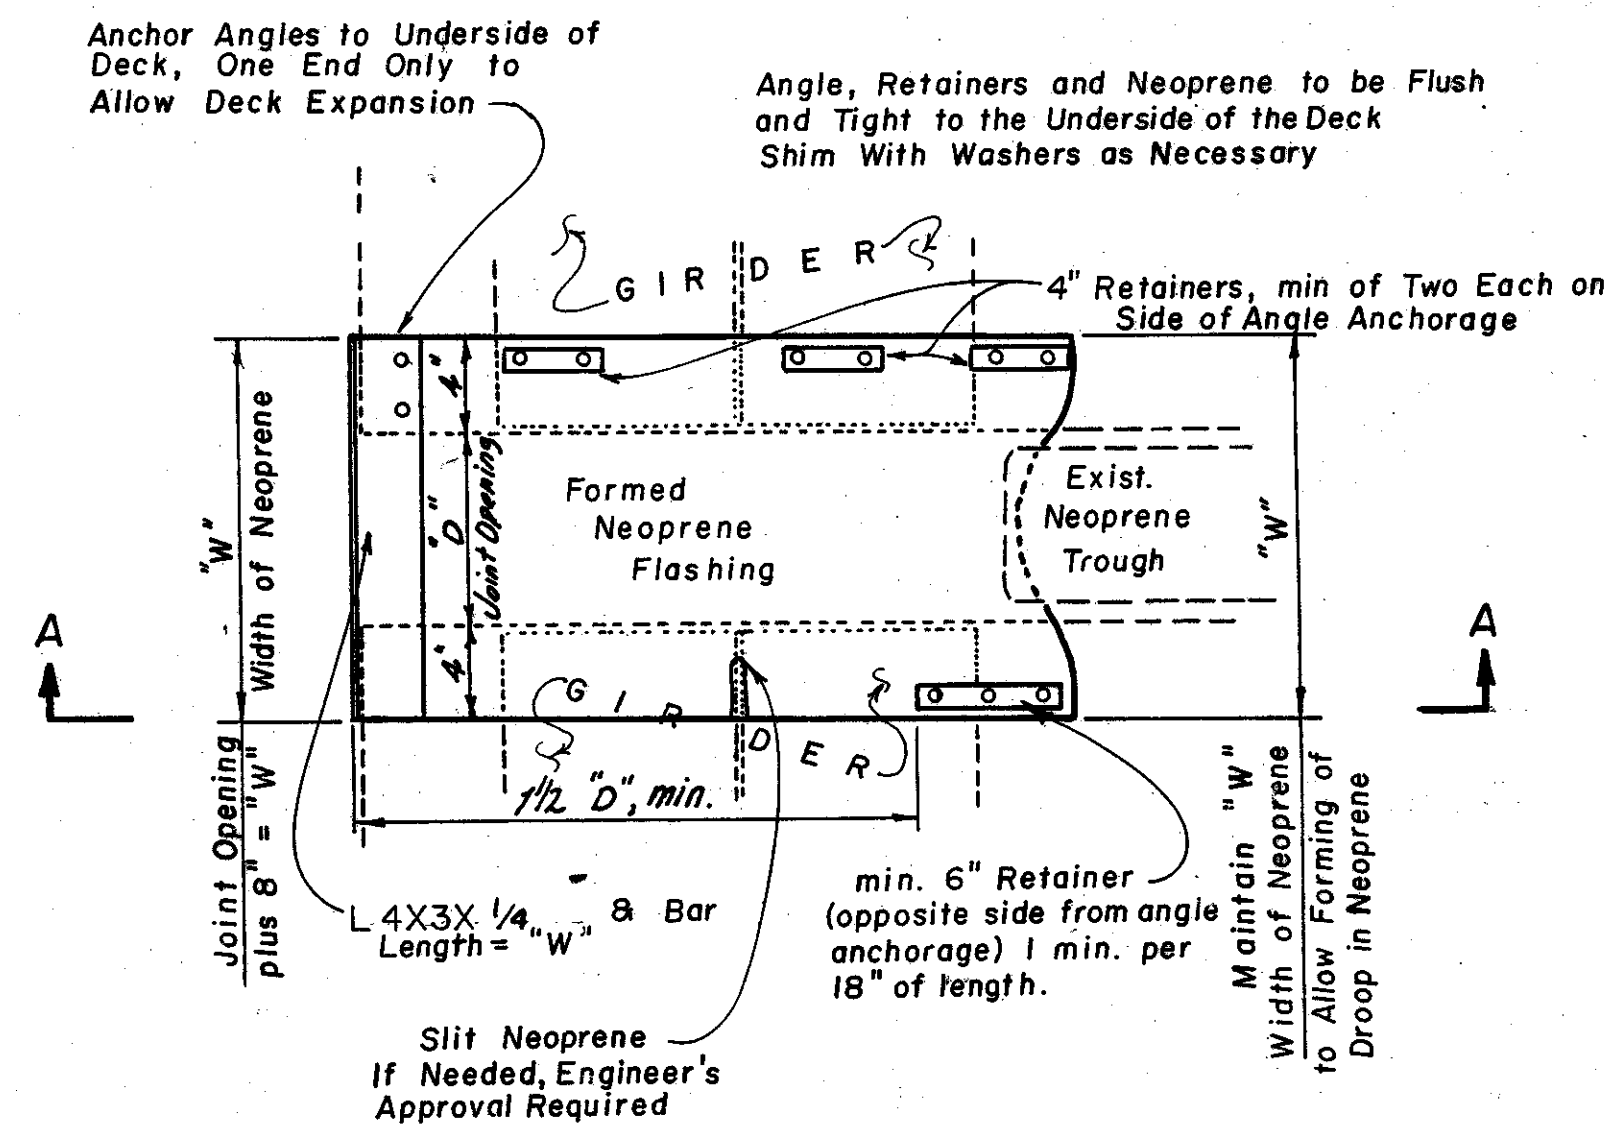 Anchor Angles to Underside of
Deck, One End Only to
Allow Deck Expansion
Angle, Retainers and Neoprene to be Flush
and Tight to the Underside of the Deck
Shim With Washers as Necessary
GIRDER
4" Retainers, min of Two Each on
Side of Angle Anchorage
4"
"D"
Joint Opening
4"
"W"
Width of Neoprene
Formed
Neoprene
Flashing
Exist.
Neoprene
Trough
"W"
A
A
GIRDER
1½ "D", min.
Joint Opening
plus 8" = "W"
L 4X3X 1/4 & Bar
Length = "W"
min. 6" Retainer
(opposite side from angle
anchorage) 1 min. per
18" of length.
Maintain "W"
Width of Neoprene
to Allow Forming of
Droop in Neoprene
Slit Neoprene
If Needed, Engineer's
Approval Required